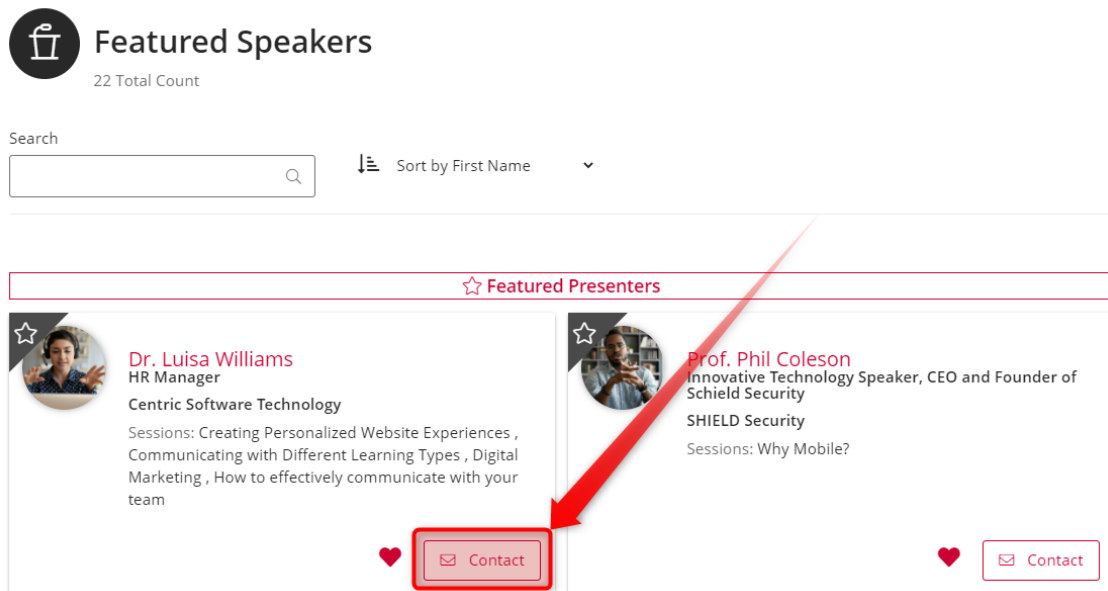 Featured Speakers
22 Total Count
Search
Sort by First Name
Featured Presenters
Dr. Luisa Williams
HR Manager
Centric Software Technology
Sessions: Creating Personalized Website Experiences ,
Communicating with Different Learning Types , Digital
Marketing , How to effectively communicate with your
team
Contact
Prof. Phil Coleson
Innovative Technology Speaker, CEO and Founder of
Schield Security
SHIELD Security
Sessions: Why Mobile?
Contact